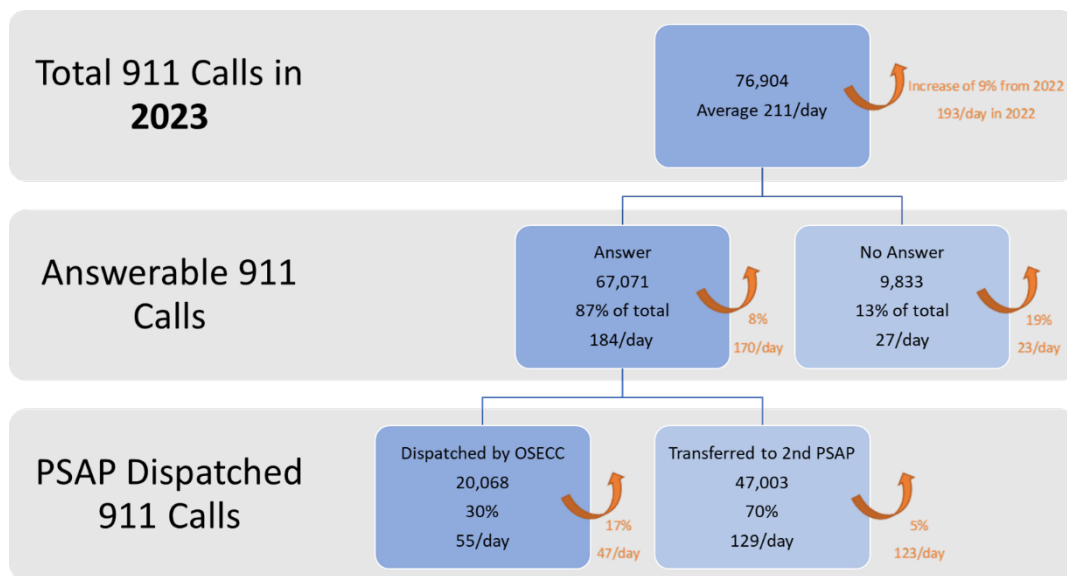 Total 911 Calls in
2023
76,904
Average 211/day
Increase of 9% from 2022
193/day in 2022
Answerable 911
Calls
Answer
67,071
87% of total
184/day
8%
170/day
No Answer
9,833
13% of total
27/day
19%
23/day
PSAP Dispatched
911 Calls
Dispatched by OSECC
20,068
30%
55/day
17%
47/day
Transferred to 2nd PSAP
47,003
70%
129/day
5%
123/day